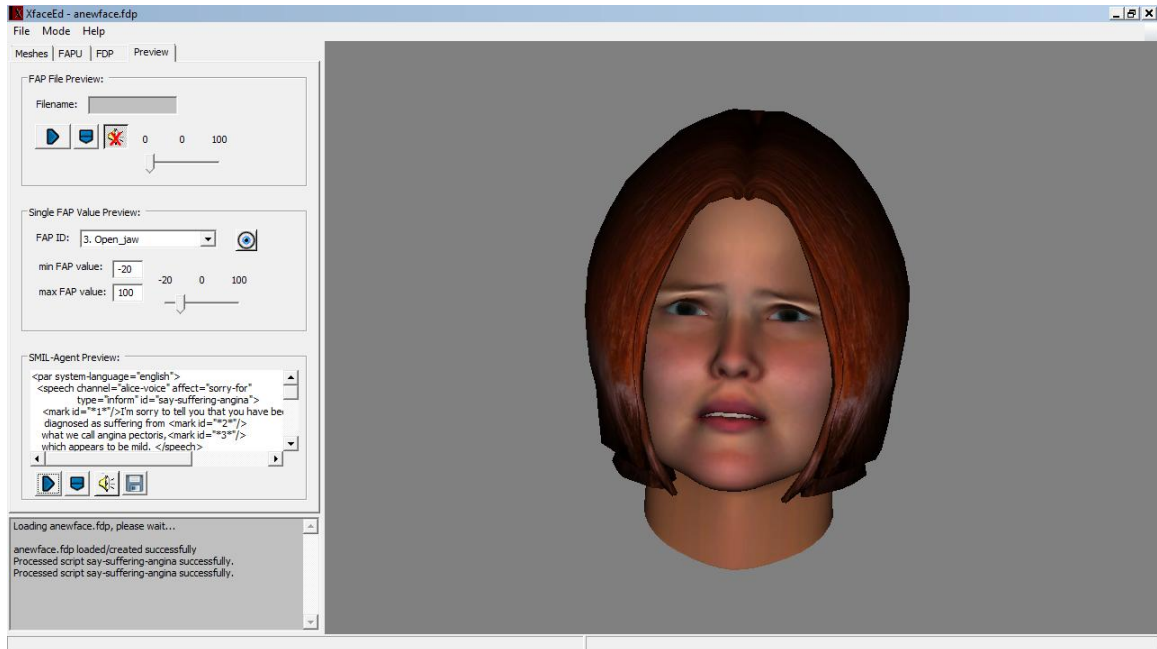 XfaceEd - anewface.fdp
File Mode Help
Meshes FAPU FDP Preview
FAP File Preview:
Filename:
0 0 100
Single FAP Value Preview:
FAP ID: 3. Open_jaw
min FAP value: -20
max FAP value: 100
-20 0 100
SMIL-Agent Preview:
<par system-language="english">
<speech channel="alice-voice" affect="sorry-for"
type="inform" id="say-suffering-angina">
<mark id="*1*"/>I'm sorry to tell you that you have bee
diagnosed as suffering from <mark id="*2*"/>
what we call angina pectoris,<mark id="*3*"/>
which appears to be mild. </speech>
Loading anewface.fdp, please wait...
anewface.fdp loaded/created successfully
Processed script say-suffering-angina successfully.
Processed script say-suffering-angina successfully.